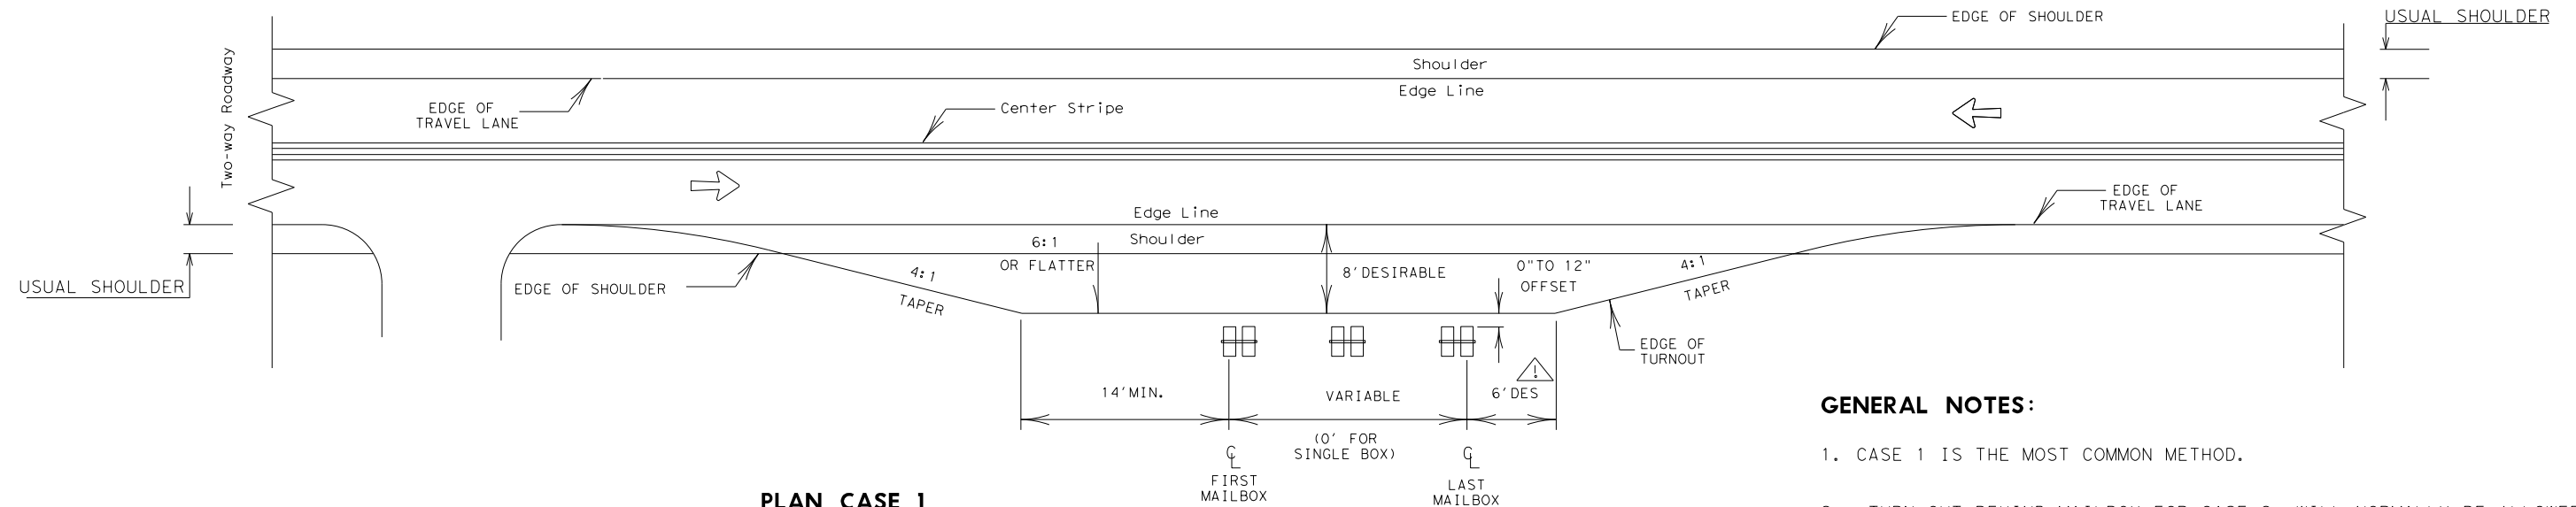 EDGE OF SHOULDER
USUAL SHOULDER
Two-way Roadway
Shoulder
Edge Line
EDGE OF
TRAVEL LANE
Center Stripe
EDGE OF
TRAVEL LANE
Edge Line
Shoulder
6:1
OR FLATTER
8' DESIRABLE
0"TO 12"
OFFSET
4:1
TAPER
4:1
TAPER
USUAL SHOULDER
EDGE OF SHOULDER
EDGE OF
TURNOUT
14'MIN.
VARIABLE
!
6'DES
(0' FOR
SINGLE BOX)
CL
FIRST
MAILBOX
CL
LAST
MAILBOX
GENERAL NOTES:
1. CASE 1 IS THE MOST COMMON METHOD.
PLAN CASE 1